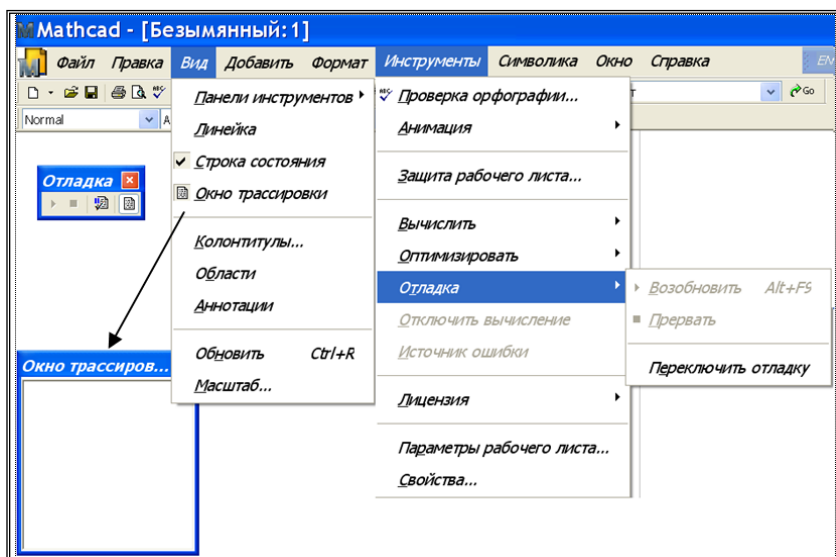 Mathcad - [Безымянный:1]
Файл Правка Вид Добавить Формат Инструменты Символика Окно Справка EN
Go
Normal
Отладка
Панели инструментов
Линейка
Строка состояния
Окно трассировки
Колонтитулы...
Области
Аннотации
Обновить Ctrl+R
Масштаб...
Окно трассиров...
Проверка орфографии...
Анимация
Защита рабочего листа...
Вычислить
Оптимизировать
Отладка
Отключить вычисление
Источник ошибки
Лицензия
Параметры рабочего листа...
Свойства...
Возобновить Alt+F9
Прервать
Переключить отладку